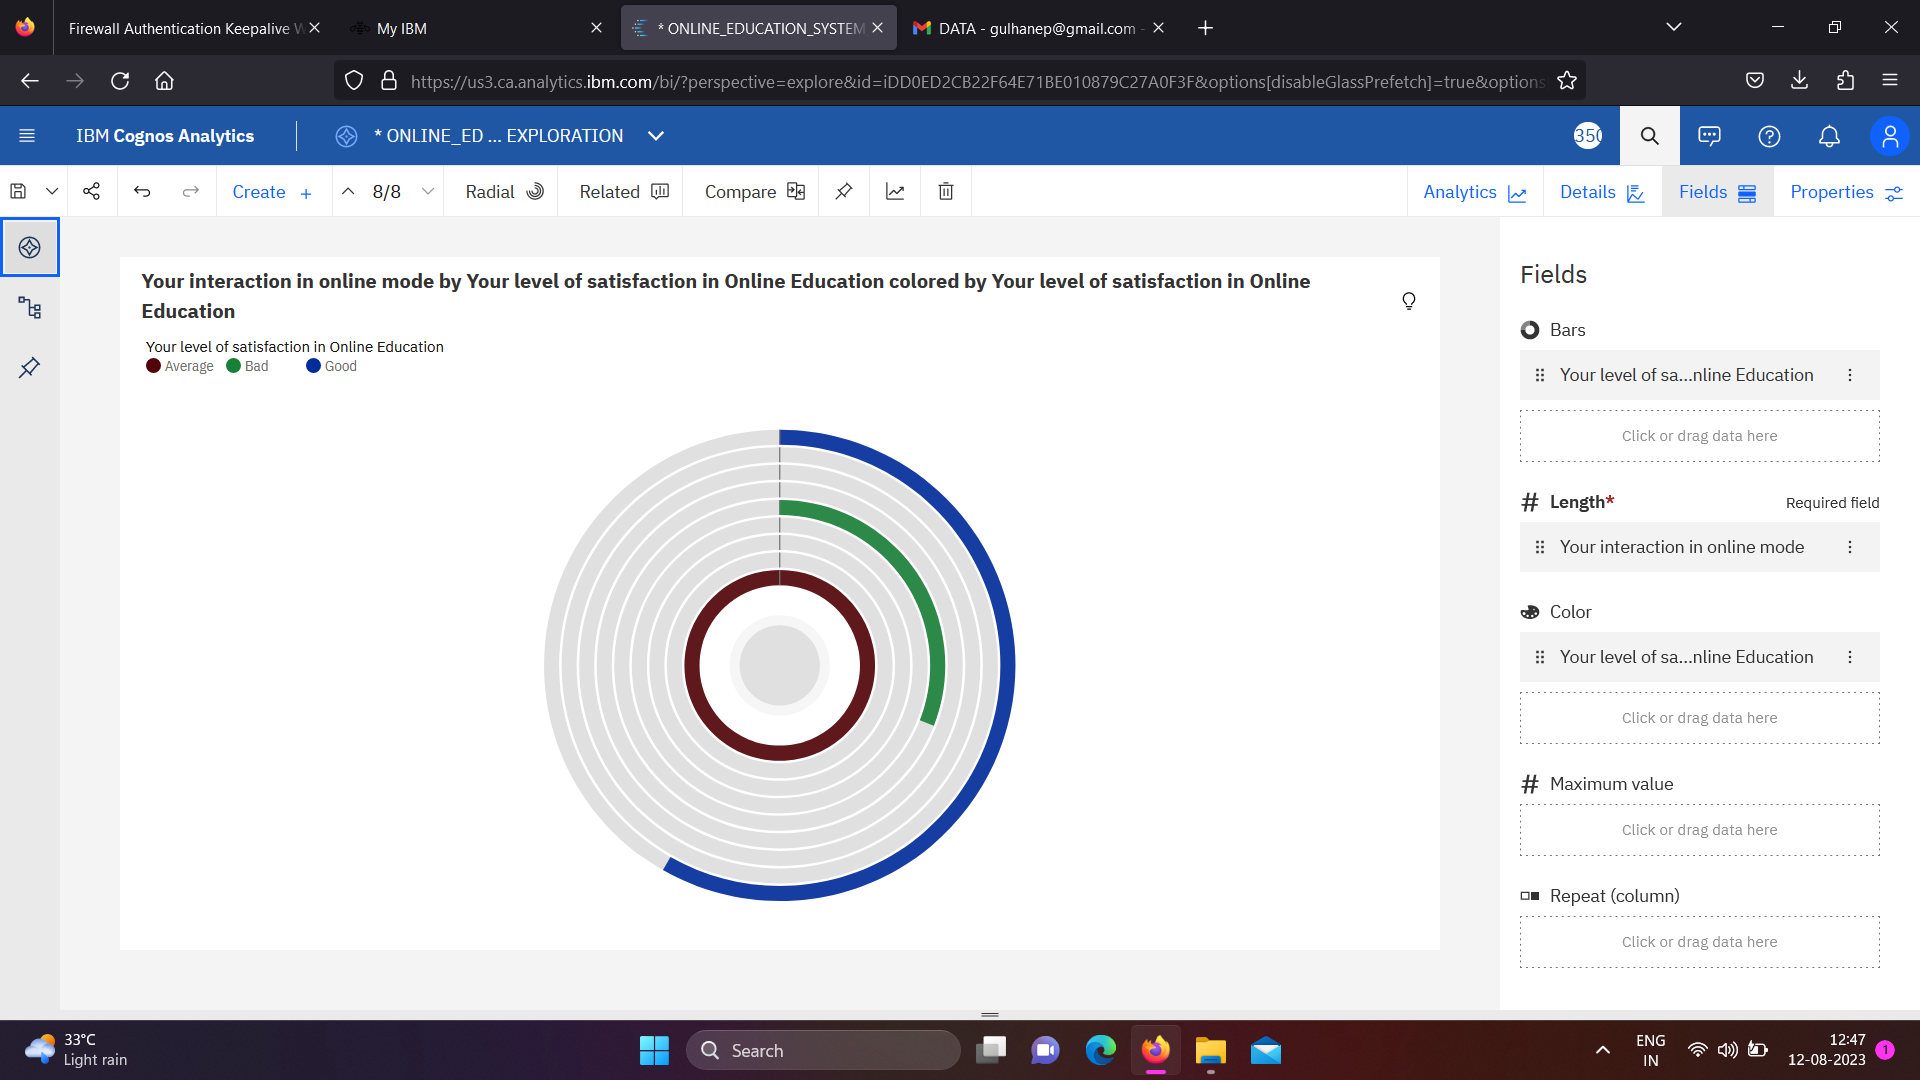 Firewall Authentication Keepalive W
My IBM
* ONLINE_EDUCATION_SYSTEM
DATA - gulhanep@gmail.com -
https://us3.ca.analytics.ibm.com/bi/?perspective=explore&id=iDD0ED2CB22F64E71BE010879C27A0F3F&options[disableGlassPrefetch]=true&options
IBM Cognos Analytics
* ONLINE_ED ... EXPLORATION
350
Create +
8/8
Radial
Related
Compare
Analytics
Details
Fields
Properties
Your interaction in online mode by Your level of satisfaction in Online Education colored by Your level of satisfaction in Online
Education
Your level of satisfaction in Online Education
Average
Bad
Good
Fields
Bars
Your level of sa...nline Education
Click or drag data here
# Length*
Required field
Your interaction in online mode
Color
Your level of sa...nline Education
Click or drag data here
# Maximum value
Click or drag data here
Repeat (column)
Click or drag data here
33°C
Light rain
Search
ENG
IN
12:47
12-08-2023
1